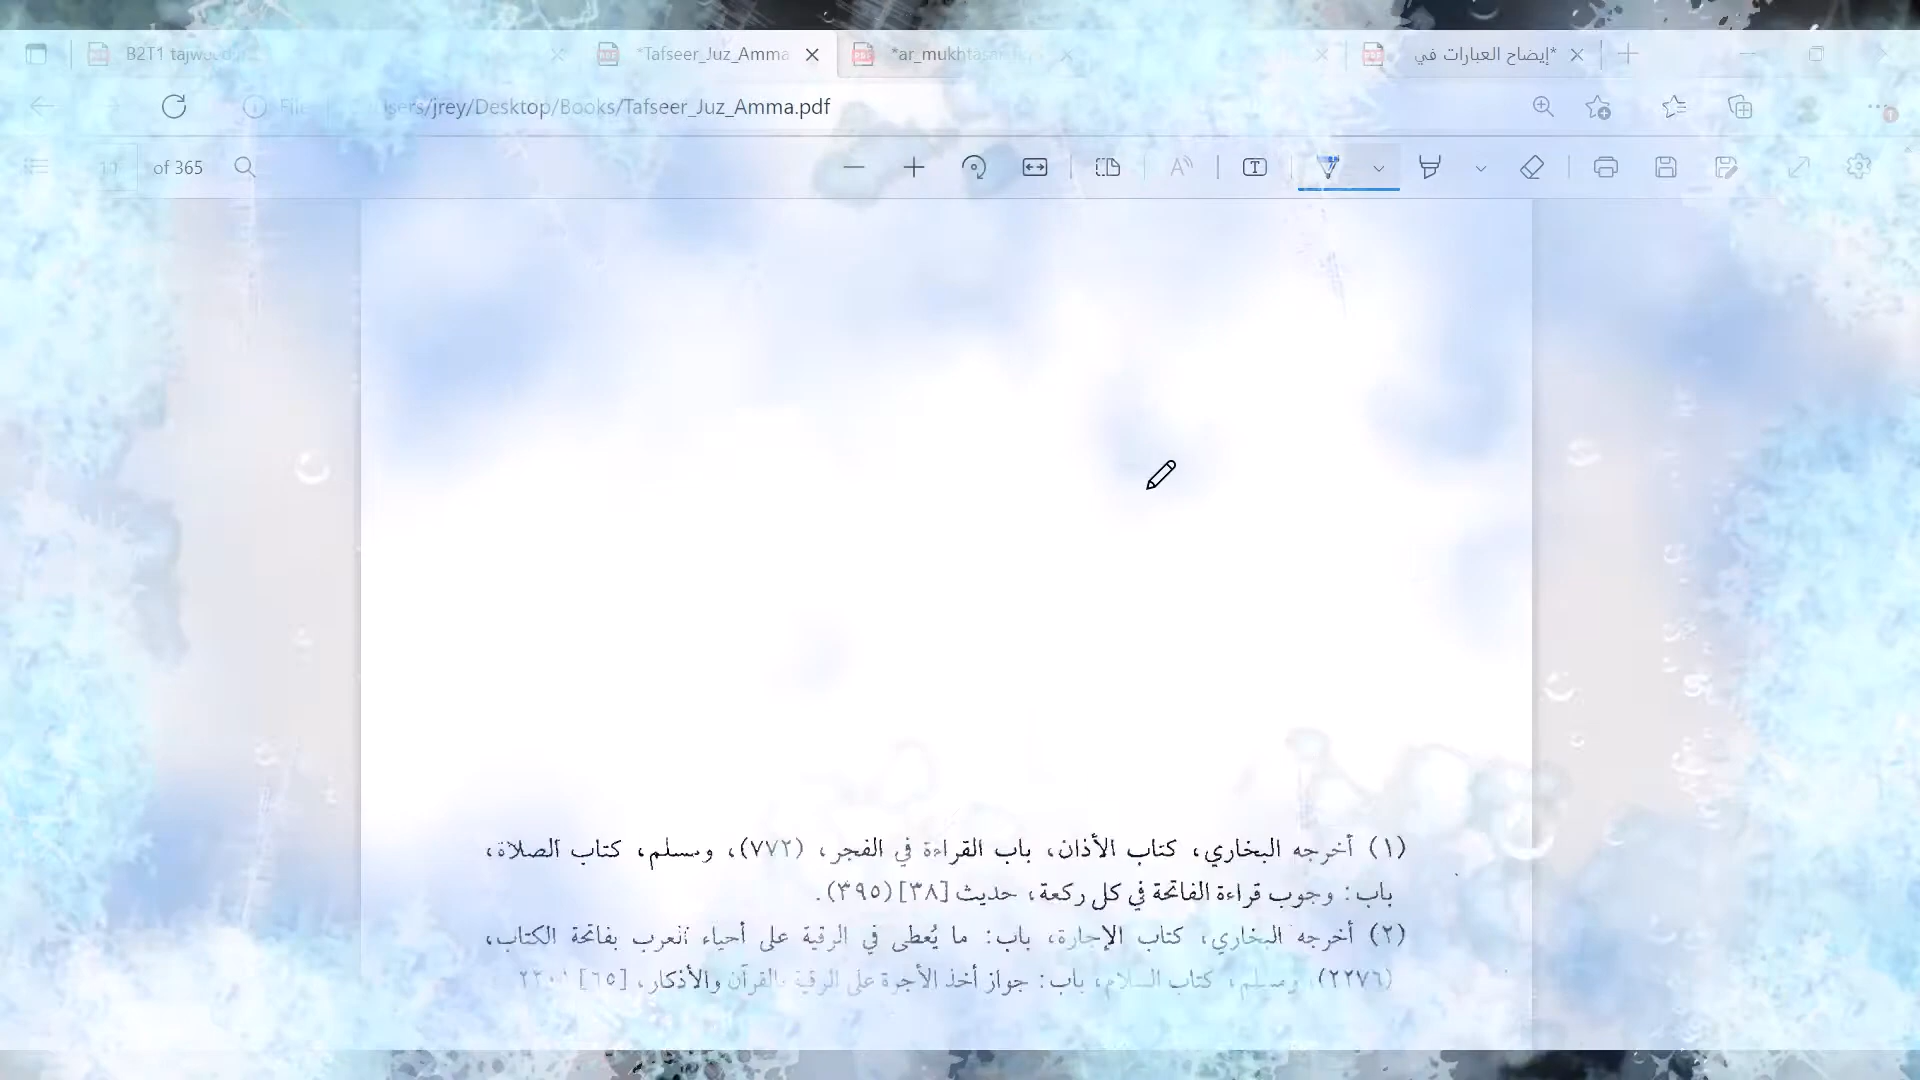 B2T1 tajweed
*Tafseer_Juz_Amma
*ar_mukhtasar
*إيضاح العبارات في
File
sers/jrey/Desktop/Books/Tafseer_Juz_Amma.pdf
of 365
(١) أخرجه البخاري، كتاب الأذان، باب القراءة في الفجر، (٧٧٢)، ومسلم، كتاب الصلاة،
باب: وجوب قراءة الفاتحة في كل ركعة، حديث [٣٨] (٣٩٥).
(٢) أخرجه البخاري، كتاب الإجارة، باب: ما يُعطى في الرقية على أحياء العرب بفاتحة الكتاب،
(٢٢٧٦)، ومسلم، كتاب السلام، باب: جواز أخذ الأجرة على الرقية بالقرآن والأذكار، [٦٥]